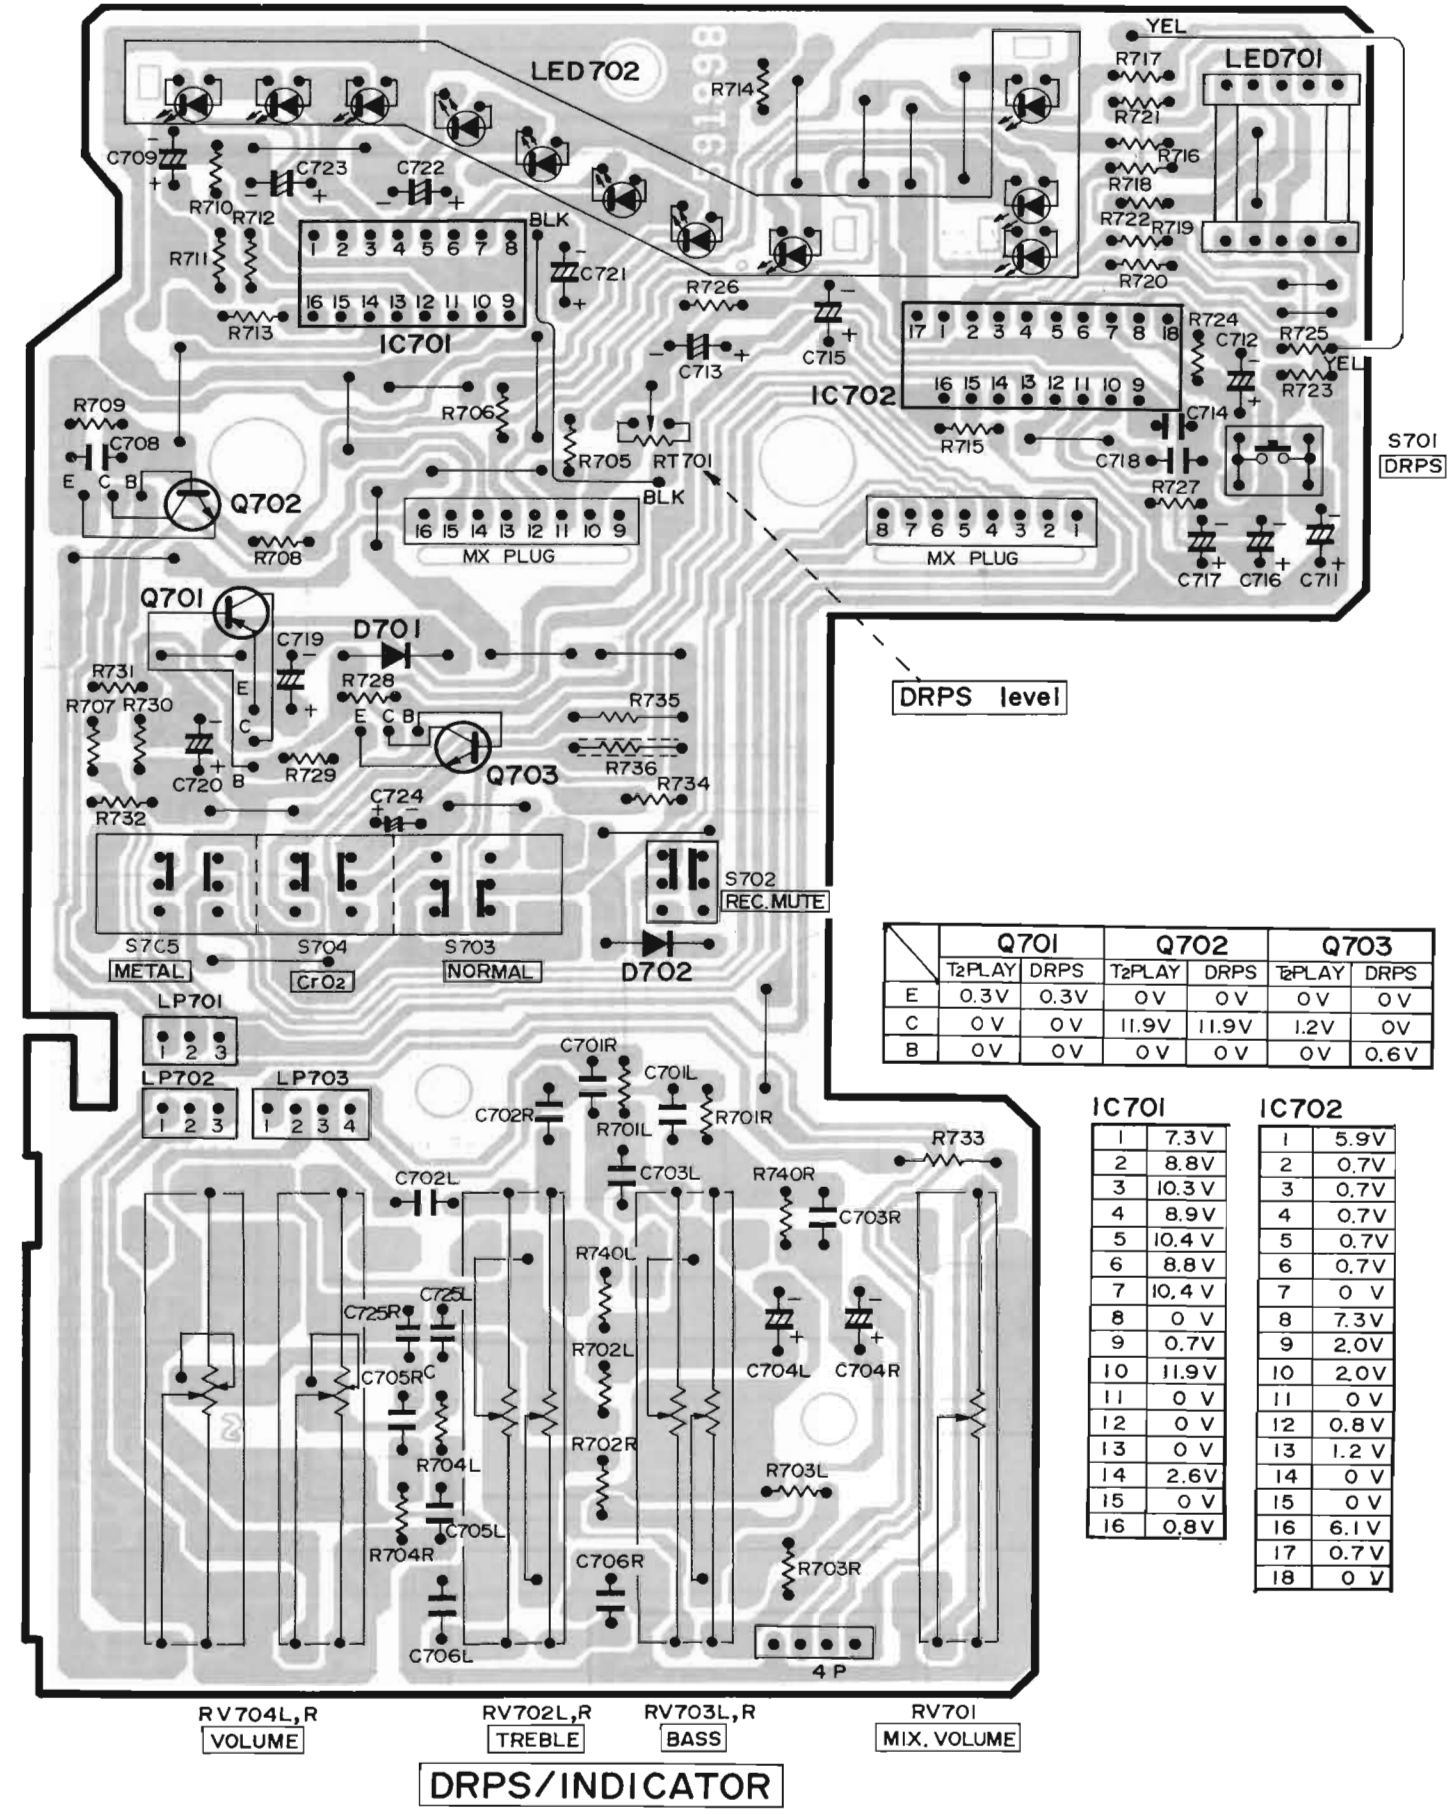 YEL
LED702
R714
R717
LED701
R721
C709
C723
C722
R716
R718
R710
R712
BLK
R722
R719
R711
C721
R720
1 2 3 4 5 6 7 8
16 15 14 13 12 11 10 9
R713
IC701
R726
C713
C715
17 1 2 3 4 5 6 7 8 18
16 15 14 13 12 11 10 9
IC702
R724
C712
R725
YEL
R723
R709
C708
R706
R705
RT701
BLK
R715
C714
C718
S701
DRPS
E C B
Q702
R727
16 15 14 13 12 11 10 9
MX PLUG
8 7 6 5 4 3 2 1
MX PLUG
R708
C717
C716
C711
Q701
C719
D701
DRPS level
R731
E
R728
R707
R730
C
E C B
R735
C720
B
R729
Q703
R736
R734
R732
C724
S702
REC.MUTE
S705
S704
S703
METAL
CrO2
NORMAL
D702
LP701
1 2 3
LP702
1 2 3
LP703
1 2 3 4
Q701 Q702 Q703
T2PLAY DRPS T2PLAY DRPS T2PLAY DRPS
E 0.3V 0.3V 0V 0V 0V 0V
C 0V 0V 11.9V 11.9V 1.2V 0V
B 0V 0V 0V 0V 0V 0.6V
C701R
C701L
C702R
R701L
R701R
C702L
C703L
R740R
R733
C703R
R740L
C725R
C725L
R702L
C704L
C704R
C705R
C
R702R
R704L
R703L
C705L
R704R
C706R
R703R
C706L
4P
IC701
1 7.3V
2 8.8V
3 10.3V
4 8.9V
5 10.4V
6 8.8V
7 10.4V
8 0 V
9 0.7V
10 11.9V
11 0 V
12 0 V
13 0 V
14 2.6V
15 0 V
16 0.8V
IC702
1 5.9V
2 0.7V
3 0.7V
4 0.7V
5 0.7V
6 0.7V
7 0 V
8 7.3V
9 2.0V
10 2.0V
11 0 V
12 0.8V
13 1.2V
14 0 V
15 0 V
16 6.1V
17 0.7V
18 0 V
RV704L,R
VOLUME
RV702L,R
TREBLE
RV703L,R
BASS
RV701
MIX. VOLUME
DRPS/INDICATOR